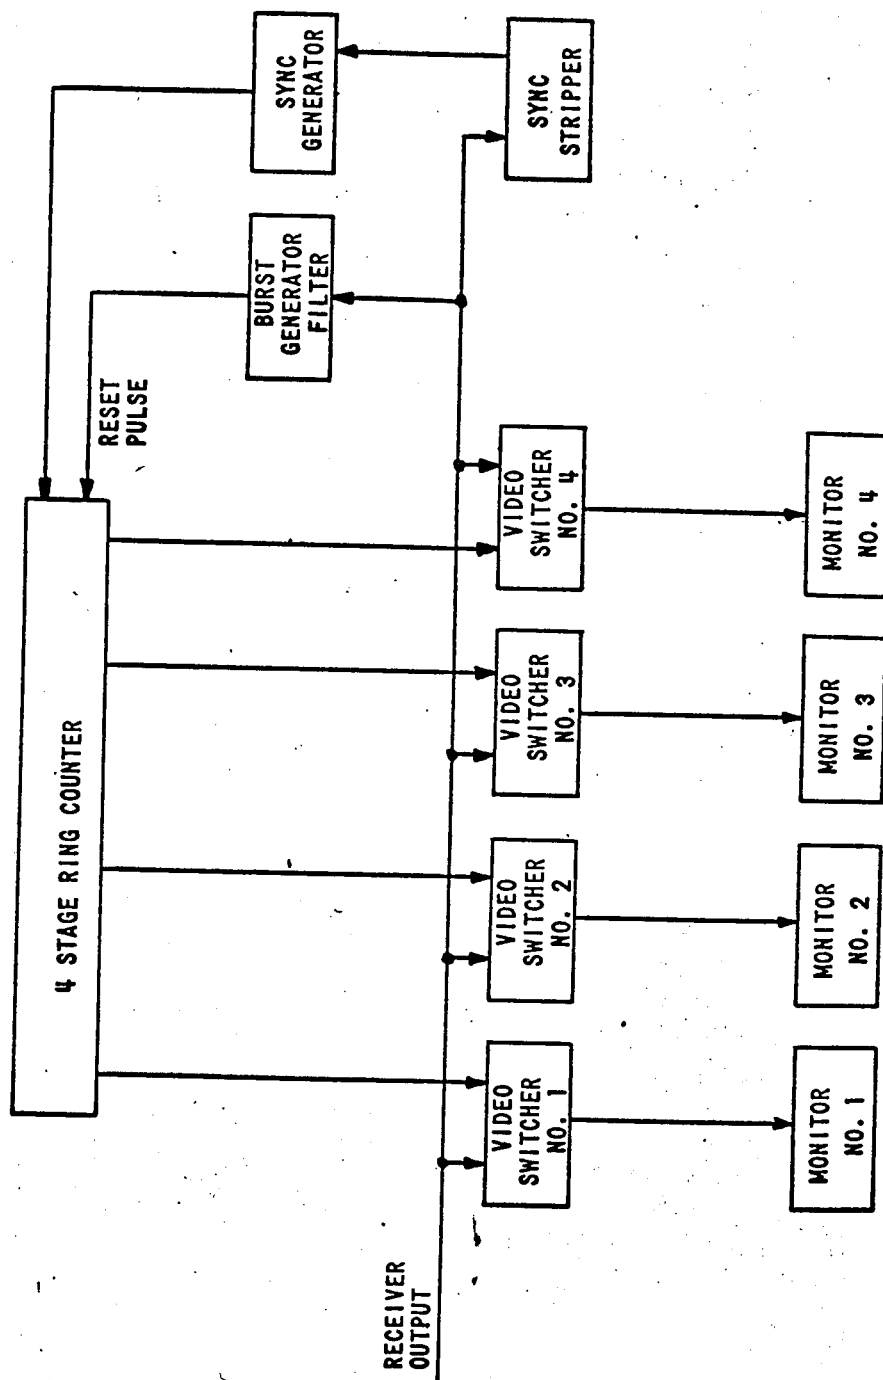 4 STAGE RING COUNTER
RESET
PULSE
SYNC
GENERATOR
BURST
GENERATOR
FILTER
SYNC
STRIPPER
RECEIVER
OUTPUT
VIDEO
SWITCHER
NO. 1
VIDEO
SWITCHER
NO. 2
VIDEO
SWITCHER
NO. 3
VIDEO
SWITCHER
NO. 4
MONITOR
NO. 1
MONITOR
NO. 2
MONITOR
NO. 3
MONITOR
NO. 4